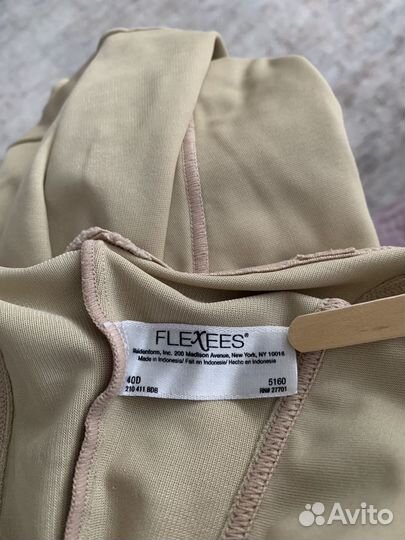 FLEXEES®
Maidenform, Inc. 200 Madison Avenue, New York, NY 10016
Made in Indonesia/ Fait en Indonesie/ Hecho en Indonesia
40D 5160
210 411 BDB RN# 27701
Avito